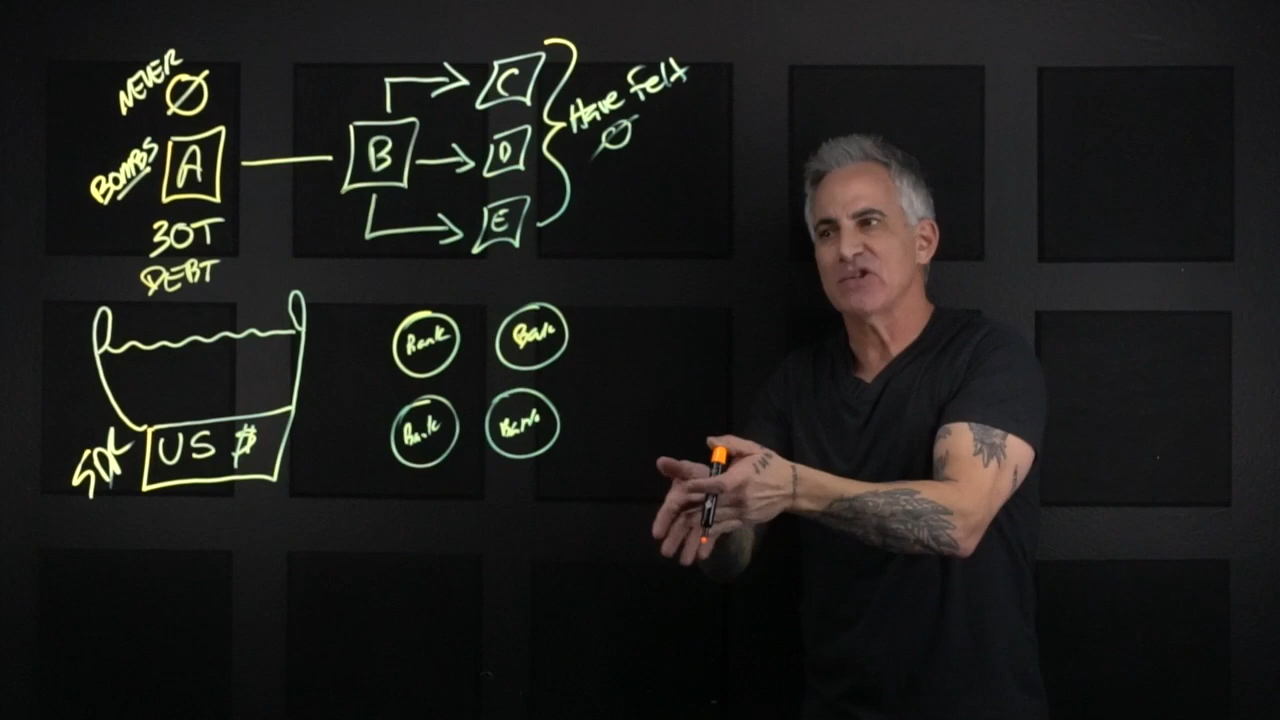 NEVER
Ø
BOMBS
A
30T
DEBT
B
C
D
E
Have Felt
Ø
US $
Bank
Bank
Bank
Bank